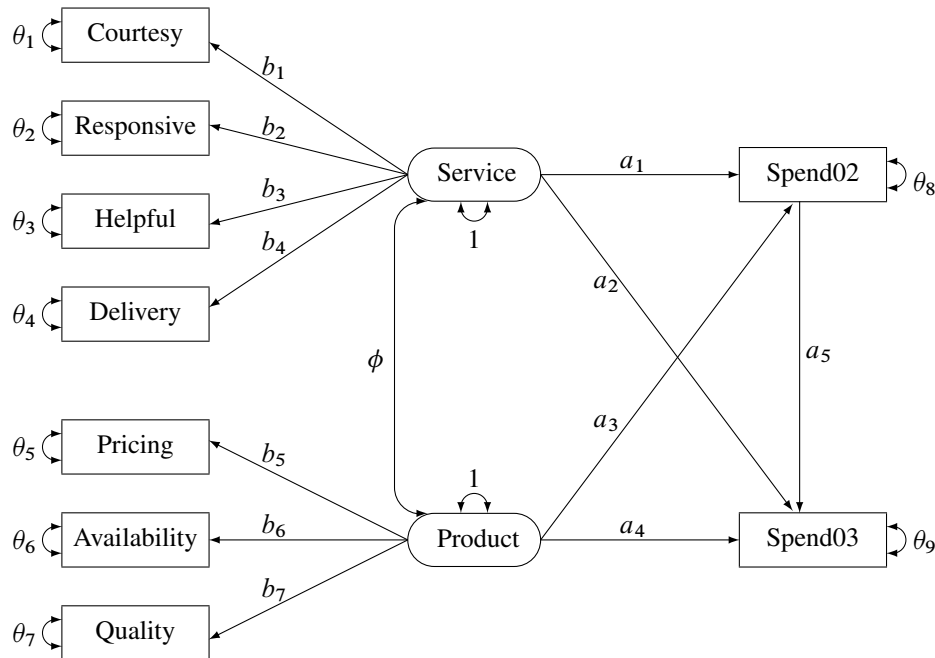 θ₁ Courtesy
b₁
θ₂ Responsive
b₂
b₃
θ₃ Helpful
b₄
θ₄ Delivery
Service
1
a₁
Spend02
θ₈
a₂
ϕ
a₅
a₃
θ₅ Pricing
b₅
θ₆ Availability
b₆
b₇
θ₇ Quality
1
Product
a₄
Spend03
θ₉